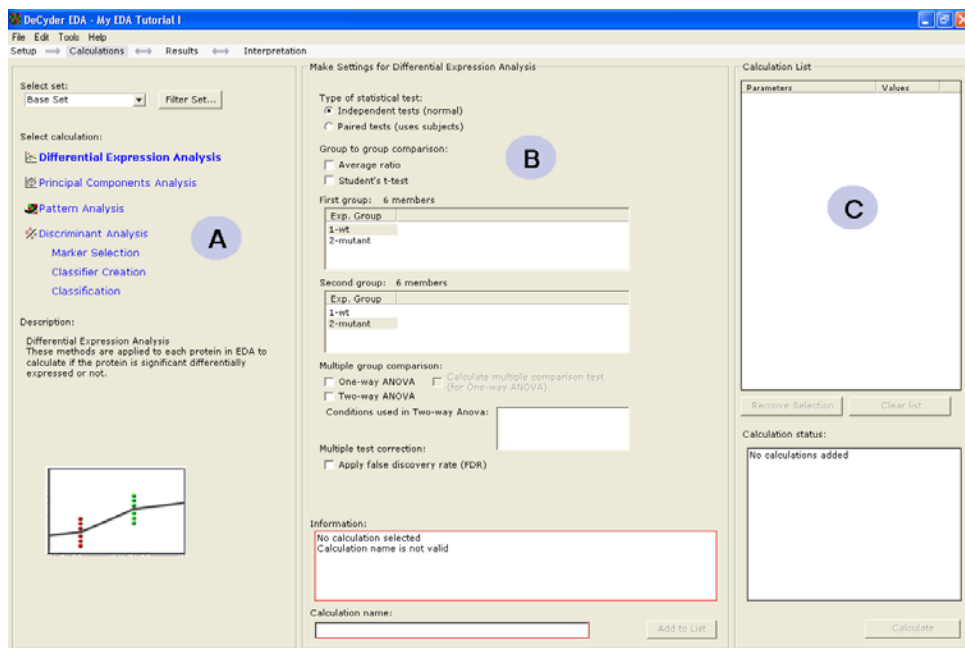 DeCyder EDA - My EDA Tutorial I
File Edit Tools Help
Setup Calculations Results Interpretation
Select set:
Base Set
Filter Set...
Select calculation:
Differential Expression Analysis
Principal Components Analysis
Pattern Analysis
Discriminant Analysis
Marker Selection
Classifier Creation
Classification
A
Description:
Differential Expression Analysis
These methods are applied to each protein in EDA to
calculate if the protein is significant differentially
expressed or not.
Make Settings for Differential Expression Analysis
Type of statistical test:
Independent tests (normal)
Paired tests (uses subjects)
B
Group to group comparison:
Average ratio
Student's t-test
First group: 6 members
Exp. Group
1-wt
2-mutant
Second group: 6 members
Exp. Group
1-wt
2-mutant
Multiple group comparison:
One-way ANOVA
Calculate multiple comparison test
(for One-way ANOVA)
Two-way ANOVA
Conditions used in Two-way Anova:
Multiple test correction:
Apply false discovery rate (FDR)
Information:
No calculation selected
Calculation name is not valid
Calculation name:
Add to List
Calculation List
Parameters Values
C
Remove Selection
Clear list
Calculation status:
No calculations added
Calculate